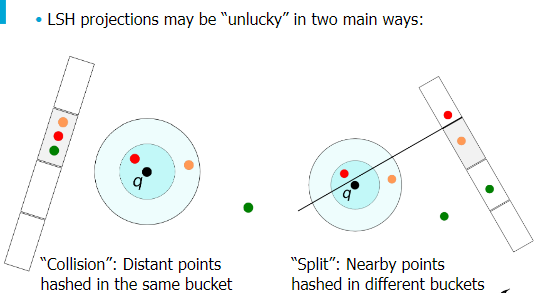 • LSH projections may be “unlucky” in two main ways:
q
q
“Collision”: Distant points
hashed in the same bucket
“Split”: Nearby points
hashed in different buckets